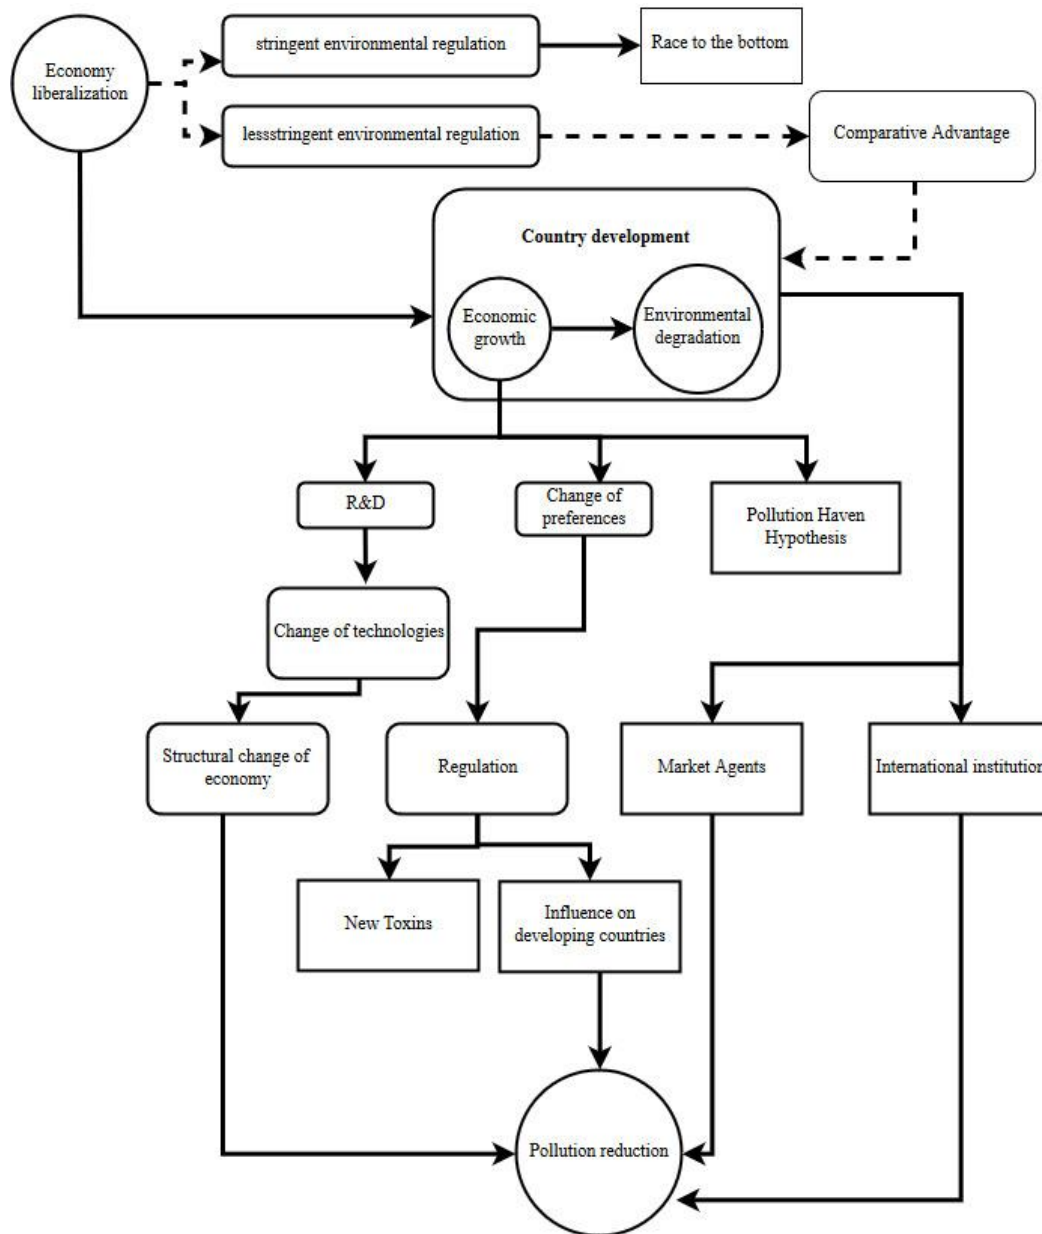 Economy
liberalization
stringent environmental regulation
Race to the bottom
lessstringent environmental regulation
Comparative Advantage
Country development
Economic
growth
Environmental
degradation
R&D
Change of
preferences
Pollution Haven
Hypothesis
Change of technologies
Structural change of
economy
Regulation
Market Agents
International institution
New Toxins
Influence on
developing countries
Pollution reduction